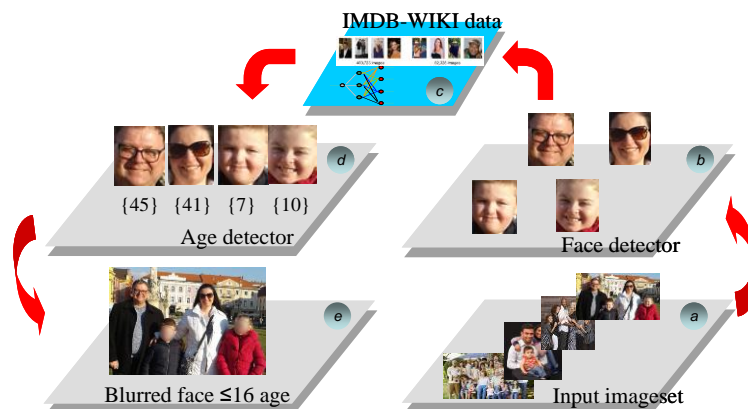 IMDB-WIKI data
c
d
{45} {41} {7} {10}
Age detector
b
Face detector
e
Blurred face ≤16 age
a
Input imageset